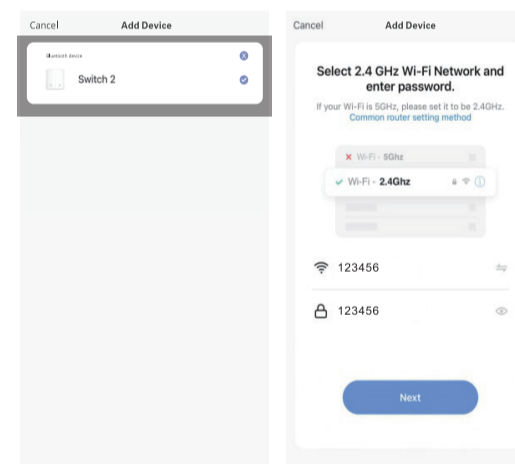 Cancel
Add Device
Bluetooth device
Switch 2
Cancel
Add Device
Select 2.4 GHz Wi-Fi Network and
enter password.
If your Wi-Fi is 5GHz, please set it to be 2.4GHz.
Common router setting method
Wi-Fi - 5Ghz
Wi-Fi - 2.4Ghz
123456
123456
Next